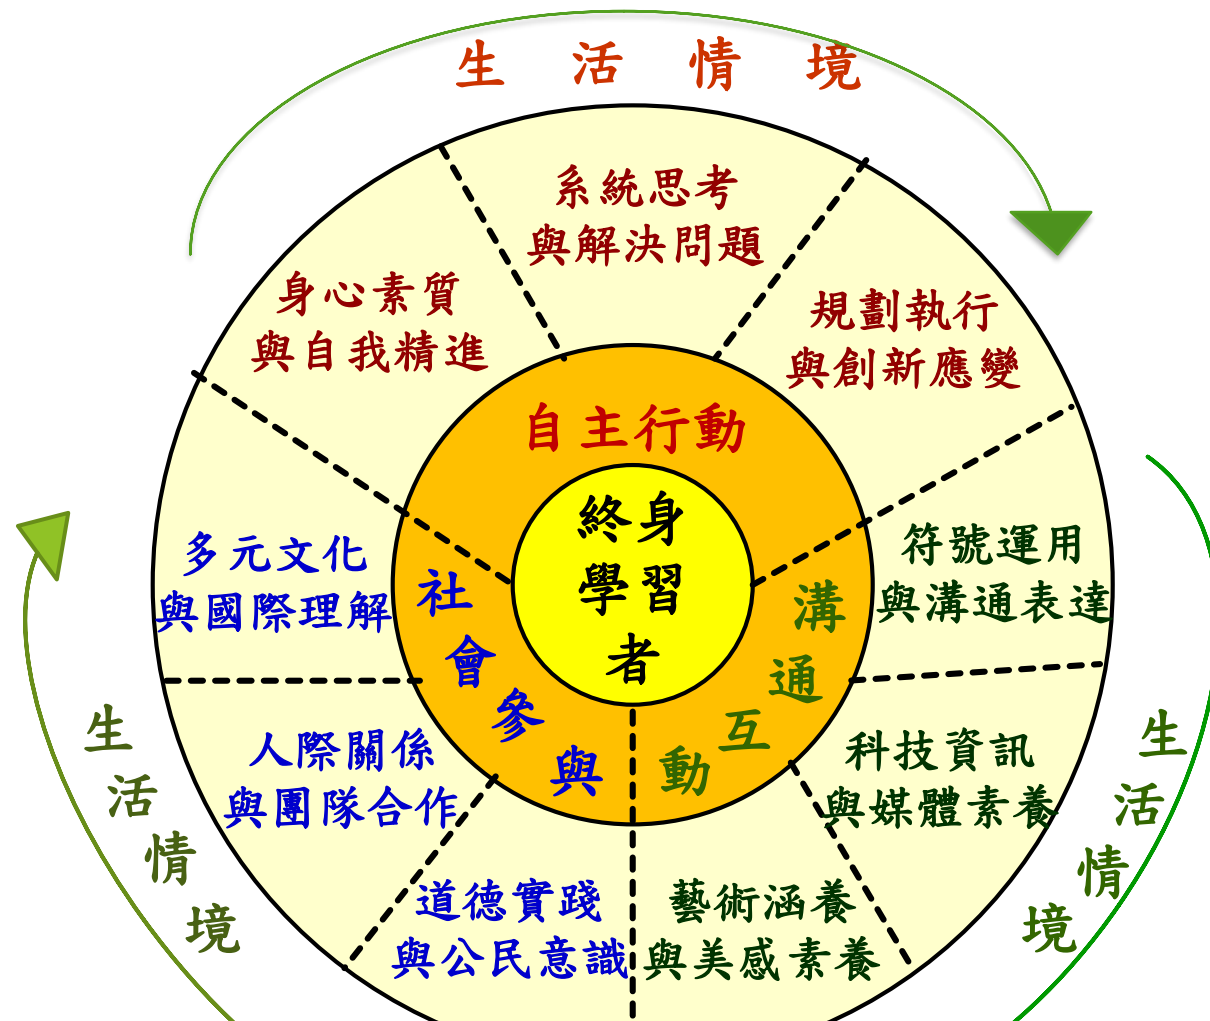 生活情境
系統思考
與解決問題
身心素質
與自我精進
規劃執行
與創新應變
自主行動
終身
學習
者
多元文化
與國際理解
符號運用
與溝通表達
社會參與
溝通互動
人際關係
與團隊合作
科技資訊
與媒體素養
道德實踐
與公民意識
藝術涵養
與美感素養
生活情境
生活情境